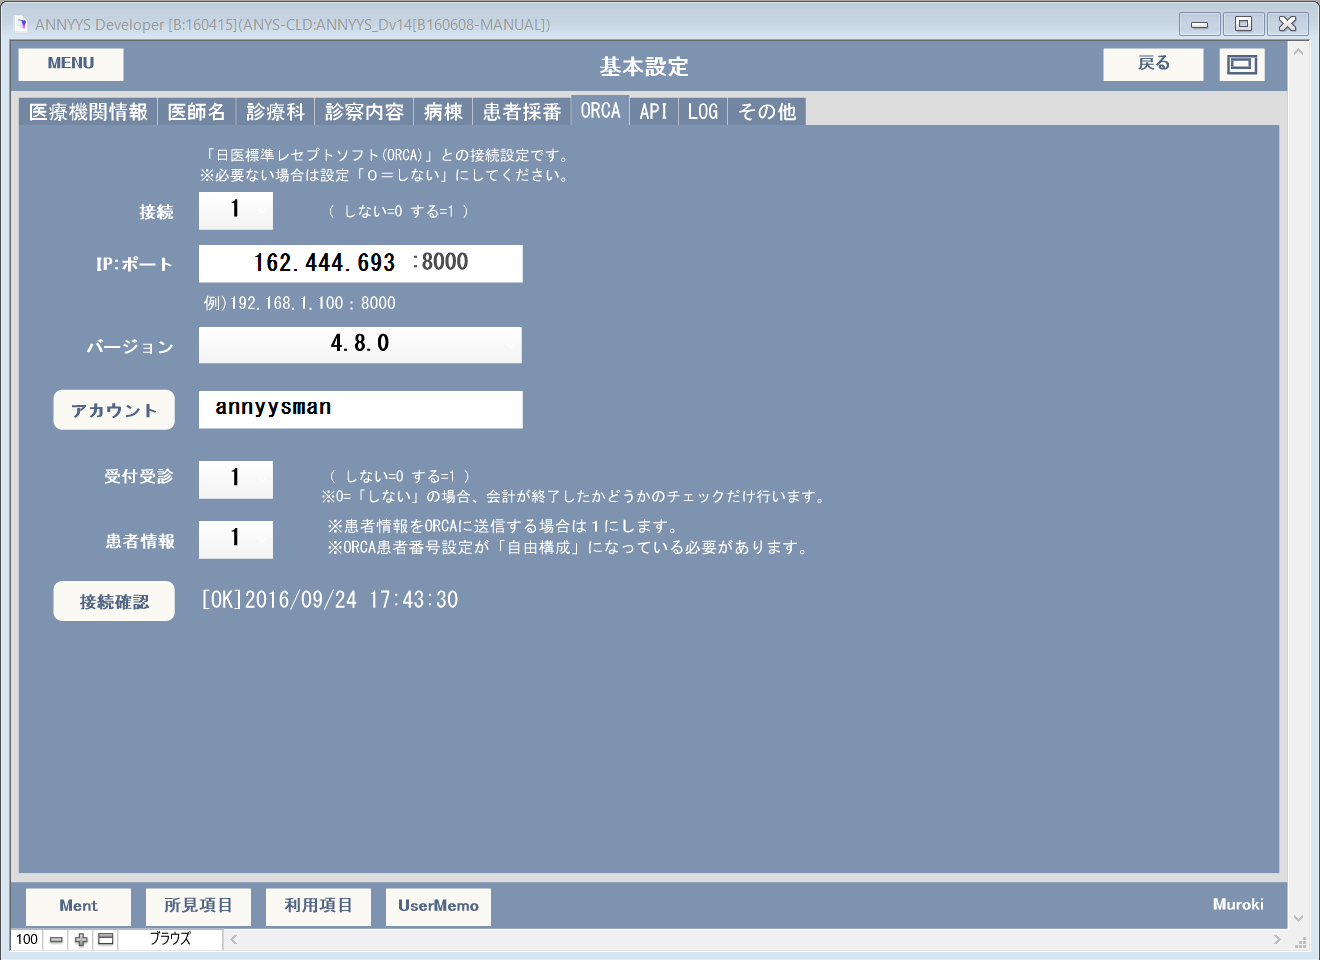 ANNYYS Developer [B:160415](ANYS-CLD:ANNYYS_Dv14[B160608-MANUAL])
MENU 基本設定 戻る
医療機関情報 医師名 診療科 診察内容 病棟 患者採番 ORCA API LOG その他
「日医標準レセプトソフト(ORCA)」との接続設定です。
※必要ない場合は設定「０＝しない」にしてください。
接続 1 ( しない=0 する=1 )
IP:ポート 162.444.693 :8000
例)192.168.1.100：8000
バージョン 4.8.0
アカウント annyysman
受付受診 1 ( しない=0 する=1 )
※0=「しない」の場合、会計が終了したかどうかのチェックだけ行います。
患者情報 1 ※患者情報をORCAに送信する場合は１にします。
※ORCA患者番号設定が「自由構成」になっている必要があります。
接続確認 [OK]2016/09/24 17:43:30
Ment 所見項目 利用項目 UserMemo Muroki
100 ブラウズ